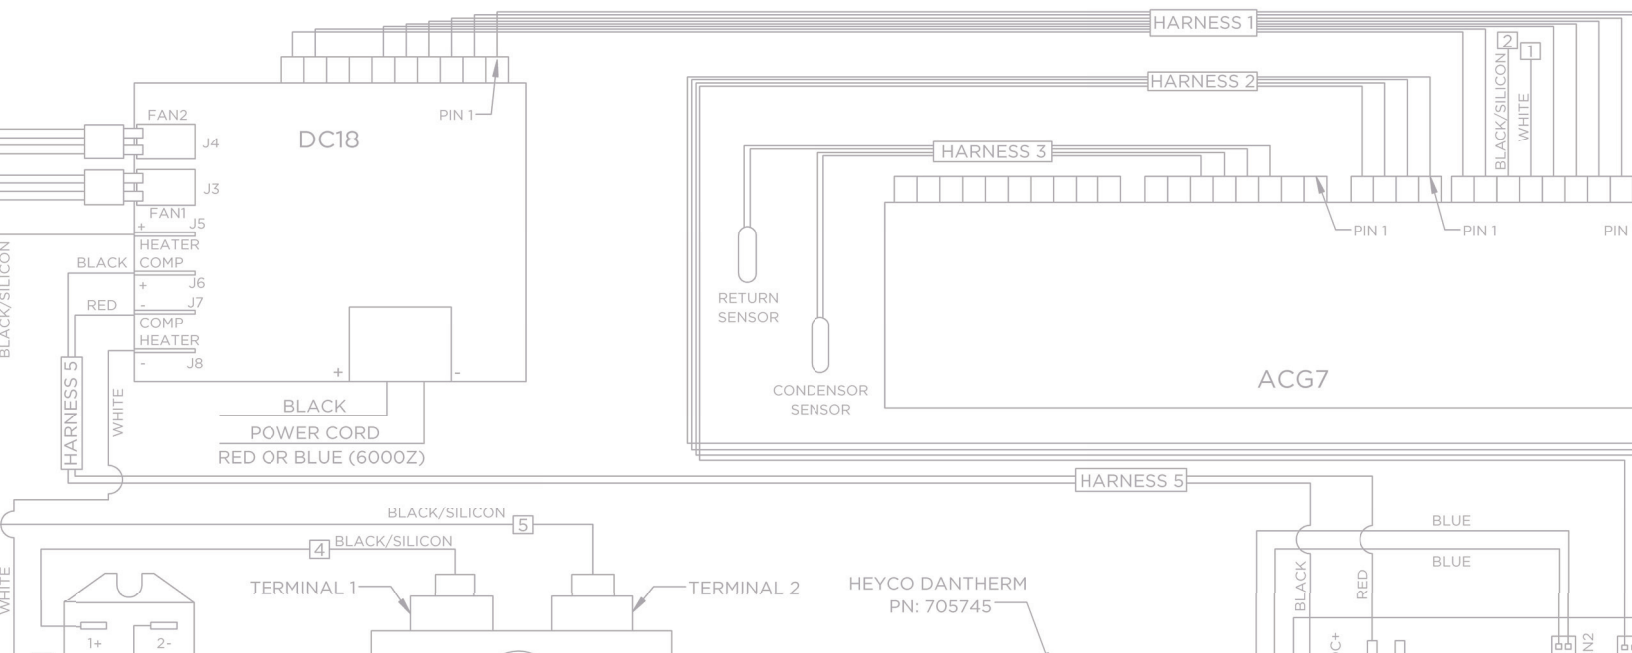 HARNESS 1
2
1
BLACK/SILICON
WHITE
HARNESS 2
FAN2
PIN 1
DC18
J4
HARNESS 3
J3
FAN1
J5
+
HEATER
BLACK
COMP
+
J6
RED
-
J7
COMP
HEATER
-
J8
BLACK/SILICON
HARNESS 5
WHITE
+
-
BLACK
POWER CORD
RED OR BLUE (6000Z)
RETURN
SENSOR
CONDENSOR
SENSOR
PIN 1
PIN 1
PIN
ACG7
HARNESS 5
BLACK/SILICON
5
4
BLACK/SILICON
TERMINAL 1
TERMINAL 2
HEYCO DANTHERM
PN: 705745
BLUE
BLUE
BLACK
RED
WHITE
1+
2-
C+
N2